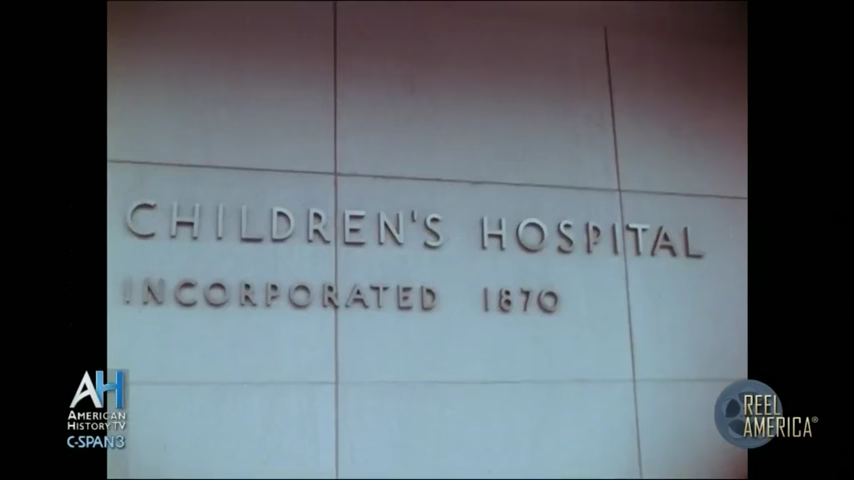 CHILDREN'S HOSPITAL
INCORPORATED 1870
AH
AMERICAN
HISTORY TV
C-SPAN3
REEL
AMERICA®